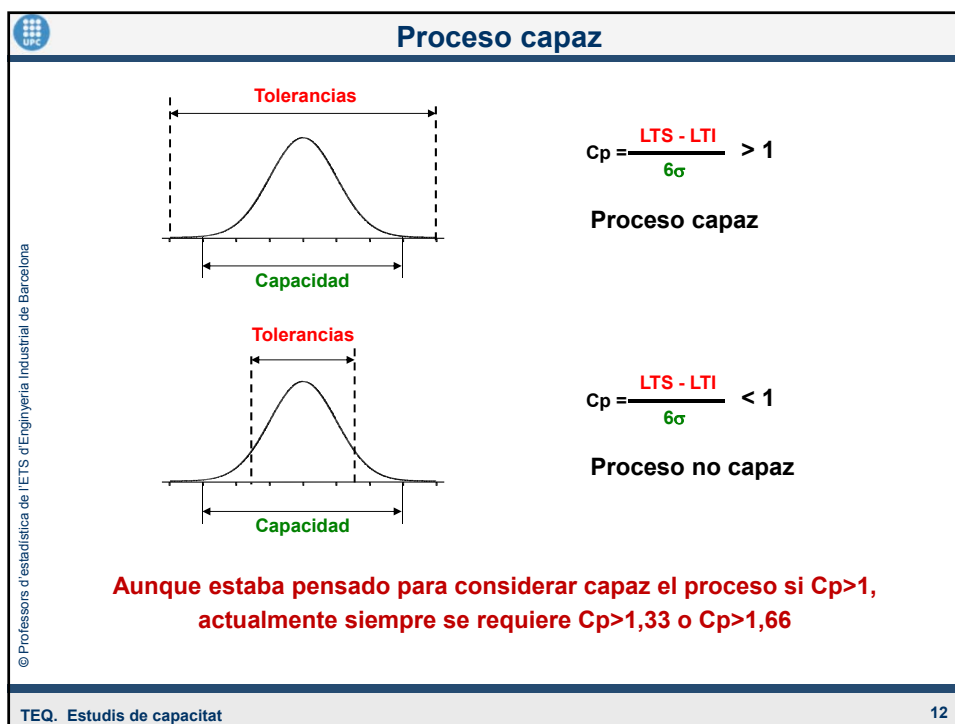 UPC
Proceso capaz
Tolerancias
Capacidad
Cp = LTS - LTI / 6σ > 1
Proceso capaz
Tolerancias
Capacidad
Cp = LTS - LTI / 6σ < 1
Proceso no capaz
Aunque estaba pensado para considerar capaz el proceso si Cp>1,
actualmente siempre se requiere Cp>1,33 o Cp>1,66
© Professors d'estadística de l'ETS d'Enginyeria Industrial de Barcelona
TEQ. Estudis de capacitat
12